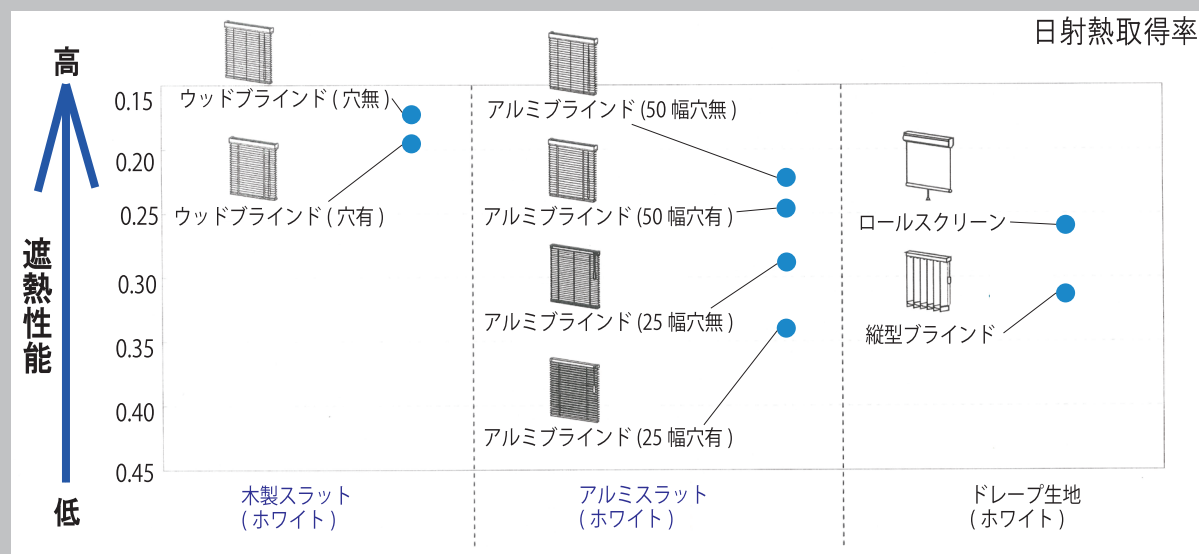 日射熱取得率
高
遮熱性能
低
0.15
0.20
0.25
0.30
0.35
0.40
0.45
ウッドブラインド ( 穴無 )
ウッドブラインド ( 穴有 )
アルミブラインド (50 幅穴無 )
アルミブラインド (50 幅穴有 )
アルミブラインド (25 幅穴無 )
アルミブラインド (25 幅穴有 )
ロールスクリーン
縦型ブラインド
木製スラット
( ホワイト )
アルミスラット
( ホワイト )
ドレープ生地
( ホワイト )